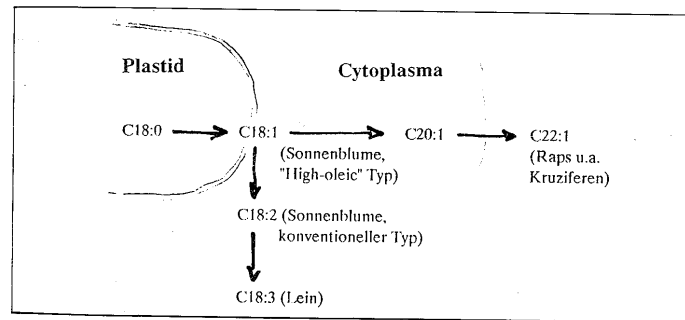 Plastid
Cytoplasma
C18:0
C18:1
C20:1
C22:1
(Sonnenblume,
"High-oleic" Typ)
(Raps u.a.
Kruziferen)
C18:2 (Sonnenblume,
konventioneller Typ)
C18:3 (Lein)